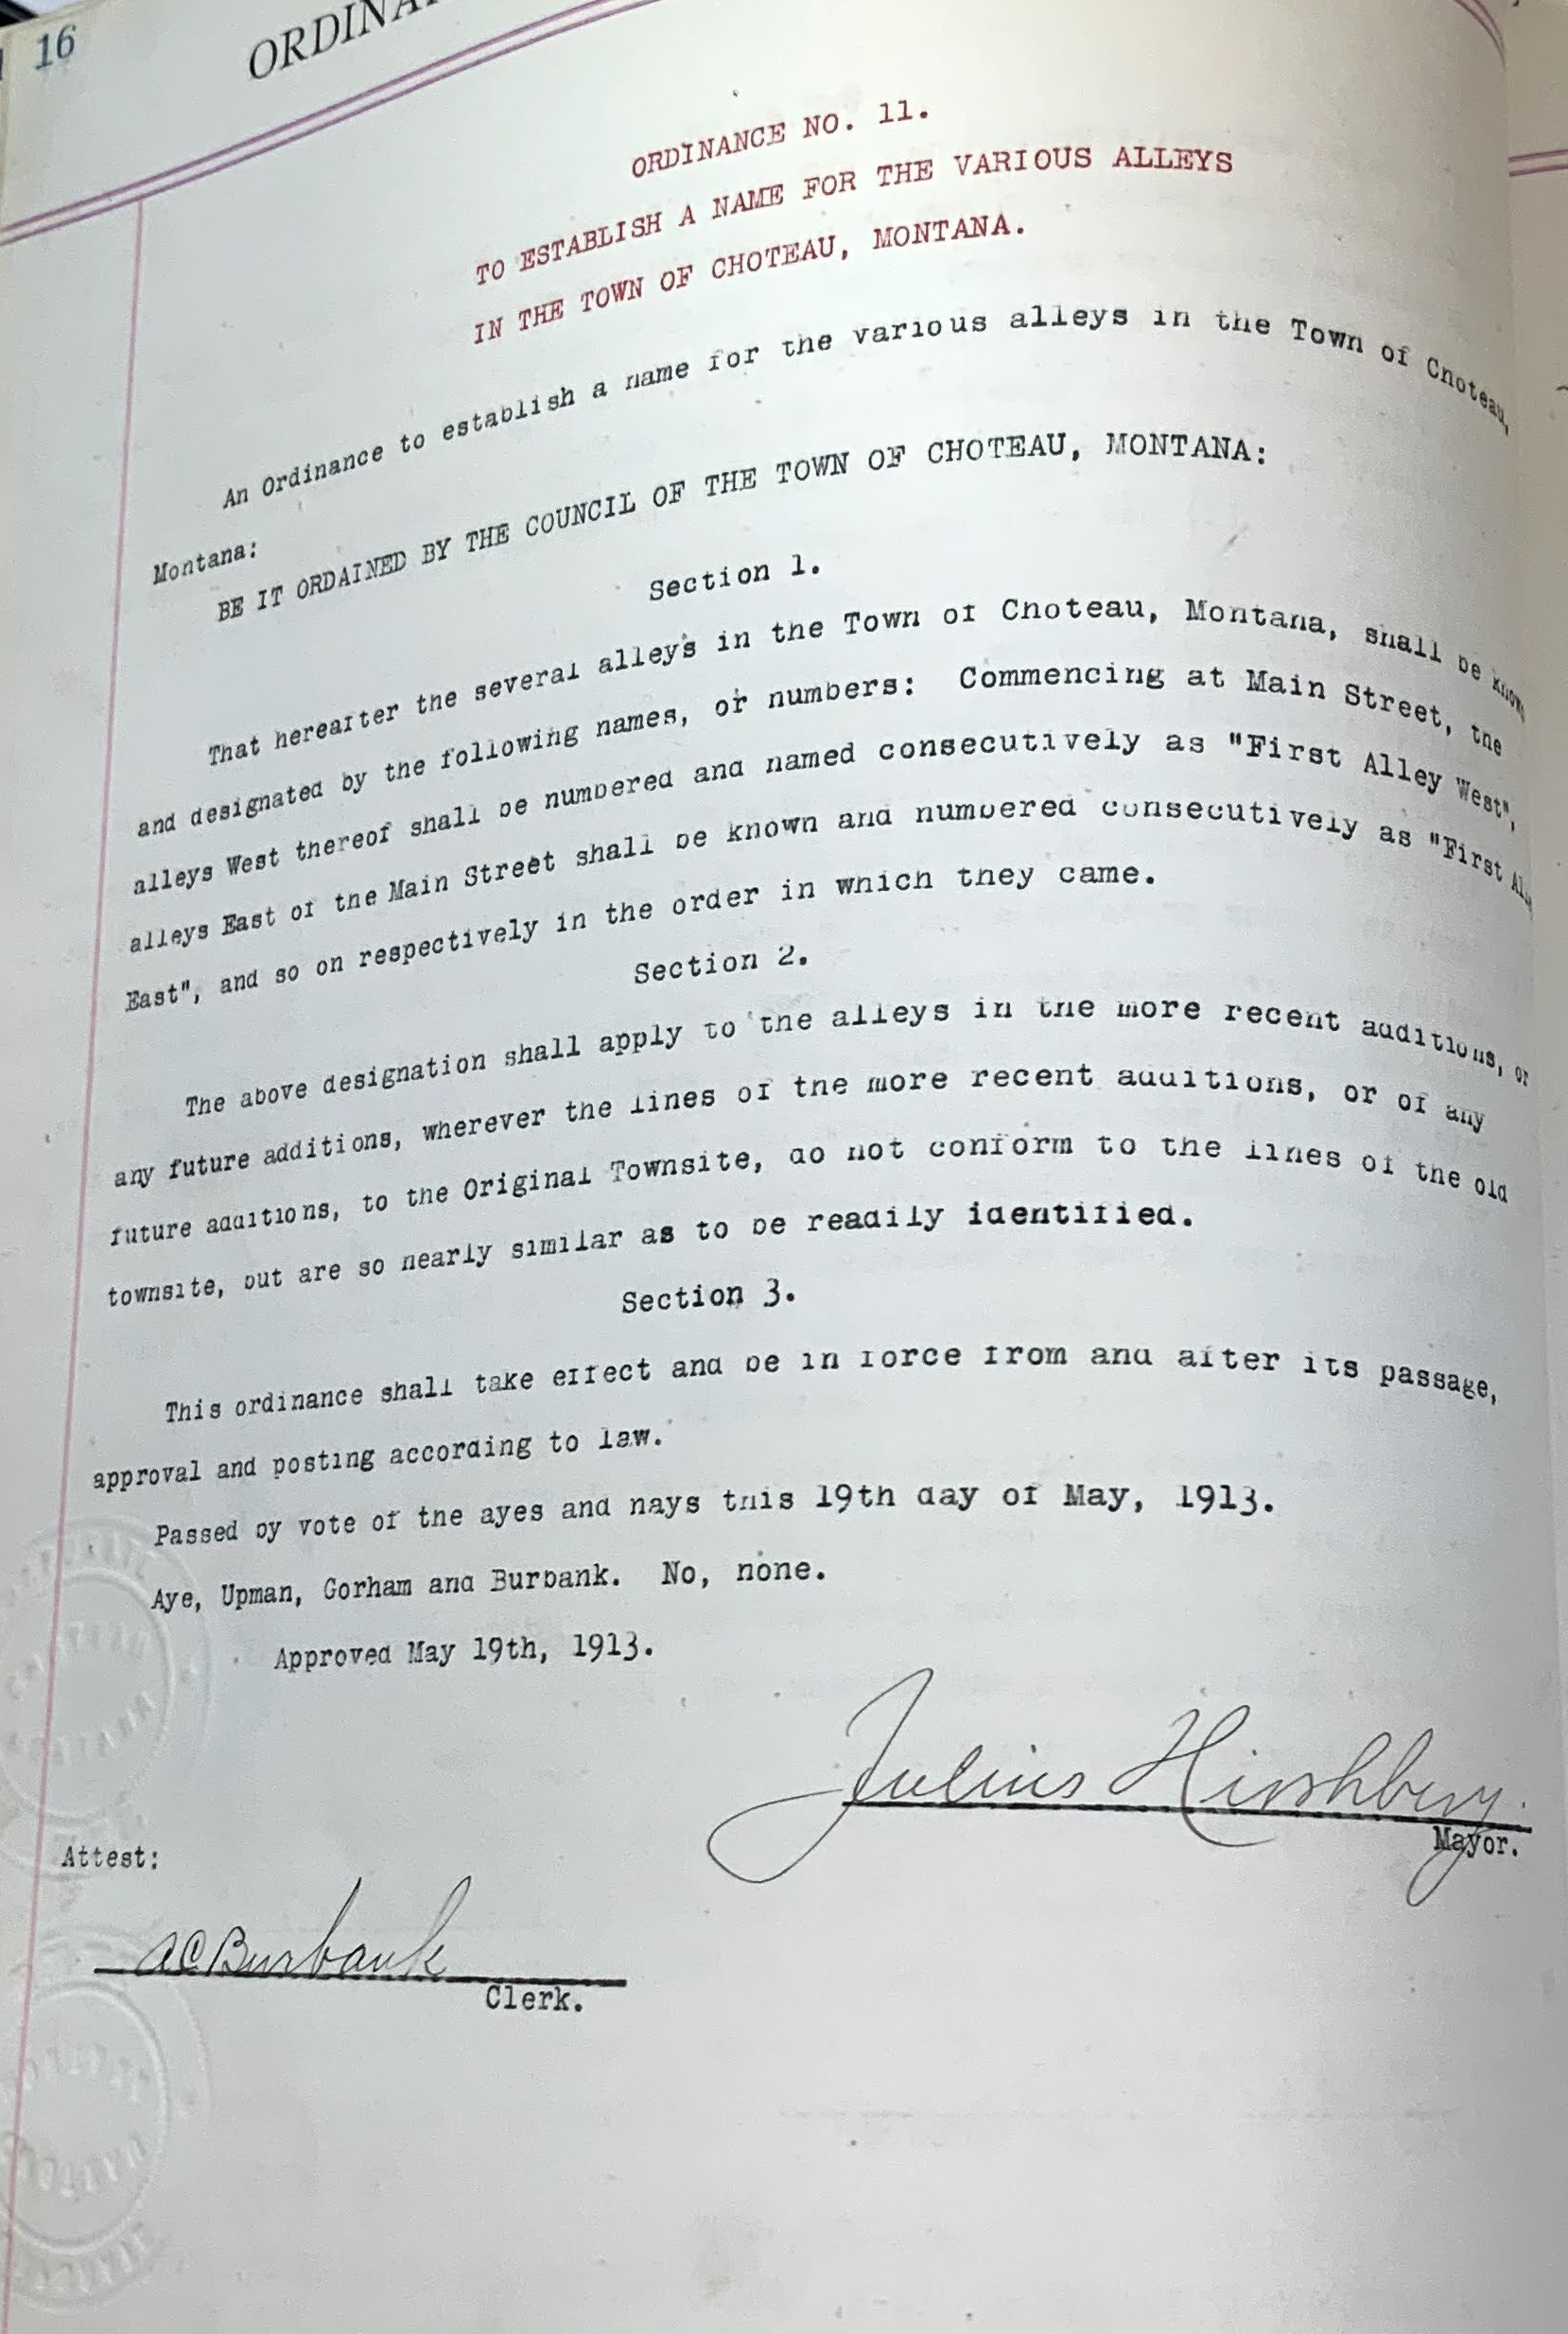 16
ORDINA
ORDINANCE NO. 11.
TO ESTABLISH A NAME FOR THE VARIOUS ALLEYS
IN THE TOWN OF CHOTEAU, MONTANA.
An Ordinance to establish a name for the various alleys in the Town of Choteau,
Montana:
BE IT ORDAINED BY THE COUNCIL OF THE TOWN OF CHOTEAU, MONTANA:
Section 1.
That hereafter the several alleys in the Town of Choteau, Montana, shall be known
and designated by the following names, or numbers: Commencing at Main Street, the
alleys West thereof shall be numbered and named consecutively as "First Alley West",
alleys East of the Main Street shall be known and numbered consecutively as "First
East", and so on respectively in the order in which they came.
Section 2.
The above designation shall apply to the alleys in the more recent additions, or
any future additions, wherever the lines of the more recent additions, or of any
future additions, to the Original Townsite, do not conform to the lines of the old
townsite, but are so nearly similar as to be readily identified.
Section 3.
This ordinance shall take effect and be in force from and after its passage,
approval and posting according to law.
Passed by vote of the ayes and nays this 19th day of May, 1913.
Aye, Upman, Gorham and Burbank. No, none.
Approved May 19th, 1913.
Julius Hirshberg.
Mayor.
Attest:
A C Burbank
Clerk.